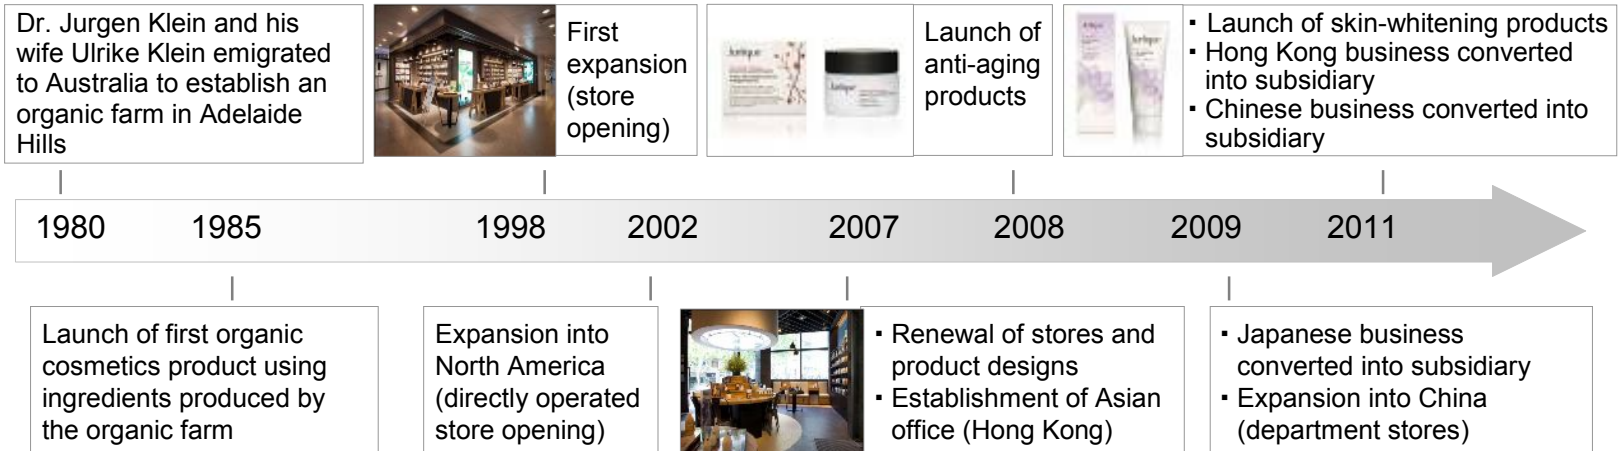 Dr. Jurgen Klein and his
wife Ulrike Klein emigrated
to Australia to establish an
organic farm in Adelaide
Hills
First
expansion
(store
opening)
Jurlique
Jurlique
Launch of
anti-aging
products
Jurlique
▪ Launch of skin-whitening products
▪ Hong Kong business converted
into subsidiary
▪ Chinese business converted into
subsidiary
1980 1985 1998 2002 2007 2008 2009 2011
Launch of first organic
cosmetics product using
ingredients produced by
the organic farm
Expansion into
North America
(directly operated
store opening)
▪ Renewal of stores and
product designs
▪ Establishment of Asian
office (Hong Kong)
▪ Japanese business
converted into subsidiary
▪ Expansion into China
(department stores)